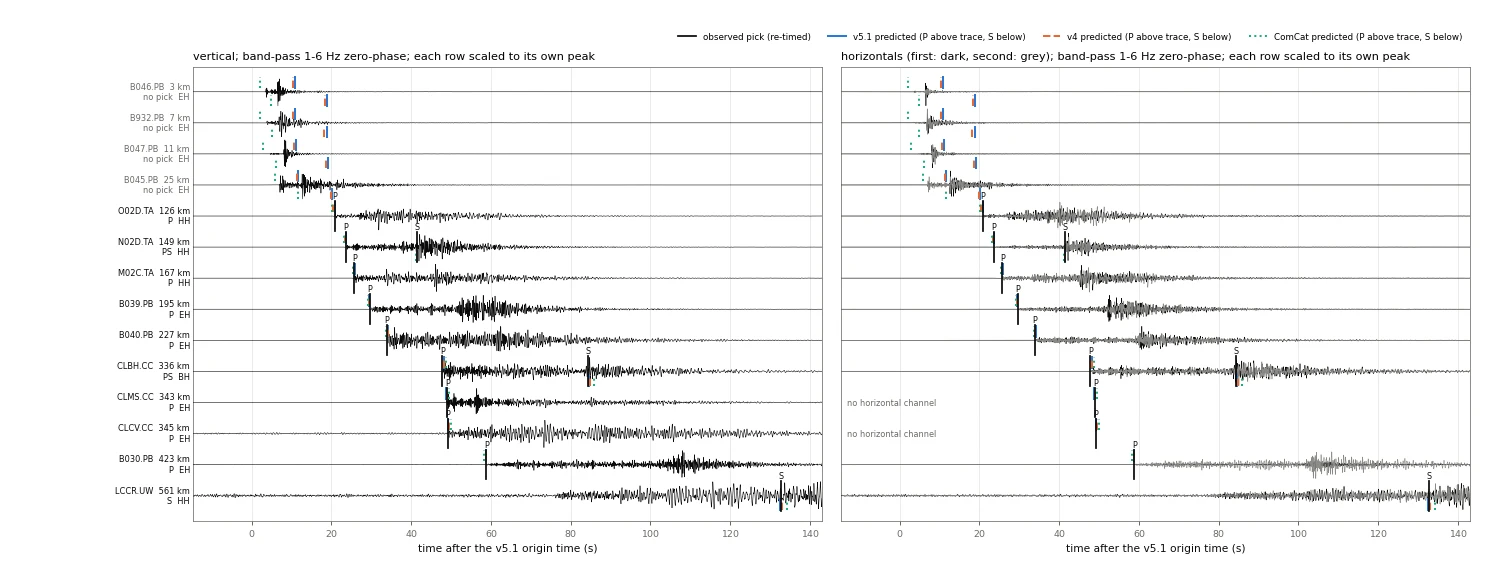 observed pick (re-timed)   v5.1 predicted (P above trace, S below)   v4 predicted (P above trace, S below)   ComCat predicted (P above trace, S below)
vertical; band-pass 1-6 Hz zero-phase; each row scaled to its own peak
horizontals (first: dark, second: grey); band-pass 1-6 Hz zero-phase; each row scaled to its own peak
B046.PB 3 km
no pick EH
B932.PB 7 km
no pick EH
B047.PB 11 km
no pick EH
B045.PB 25 km
no pick EH
P P
O02D.TA 126 km
P HH
P P
N02D.TA 149 km
PS HH
P S P S
M02C.TA 167 km
P HH
P P
B039.PB 195 km
P EH
P P
B040.PB 227 km
P EH
P P
CLBH.CC 336 km
PS BH
P S P S
CLMS.CC 343 km
P EH
P P
no horizontal channel
CLCV.CC 345 km
P EH
P P
no horizontal channel
B030.PB 423 km
P EH
P P
LCCR.UW 561 km
S HH
S S
0 20 40 60 80 100 120 140
0 20 40 60 80 100 120 140
time after the v5.1 origin time (s)
time after the v5.1 origin time (s)